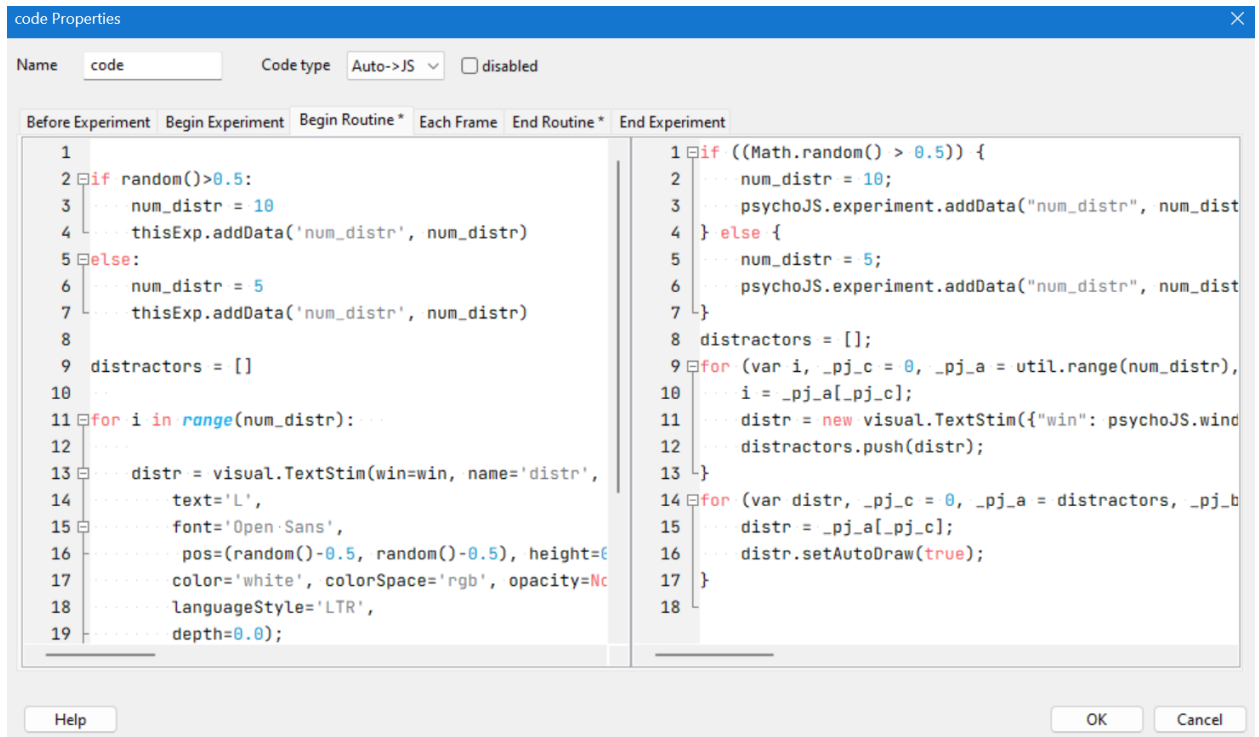 code Properties
Name code Code type Auto->JS disabled
Before Experiment Begin Experiment Begin Routine * Each Frame End Routine * End Experiment
1
2 if random()>0.5:
3 num_distr = 10
4 thisExp.addData('num_distr', num_distr)
5 else:
6 num_distr = 5
7 thisExp.addData('num_distr', num_distr)
8
9 distractors = []
10
11 for i in range(num_distr):
12
13 distr = visual.TextStim(win=win, name='distr',
14 text='L',
15 font='Open Sans',
16 pos=(random()-0.5, random()-0.5), height=
17 color='white', colorSpace='rgb', opacity=
18 languageStyle='LTR',
19 depth=0.0);
1 if ((Math.random() > 0.5)) {
2 num_distr = 10;
3 psychoJS.experiment.addData("num_distr", num_dist
4 } else {
5 num_distr = 5;
6 psychoJS.experiment.addData("num_distr", num_dist
7 }
8 distractors = [];
9 for (var i, _pj_c = 0, _pj_a = util.range(num_distr),
10 i = _pj_a[_pj_c];
11 distr = new visual.TextStim({"win": psychoJS.wind
12 distractors.push(distr);
13 }
14 for (var distr, _pj_c = 0, _pj_a = distractors, _pj_b
15 distr = _pj_a[_pj_c];
16 distr.setAutoDraw(true);
17 }
18
Help OK Cancel